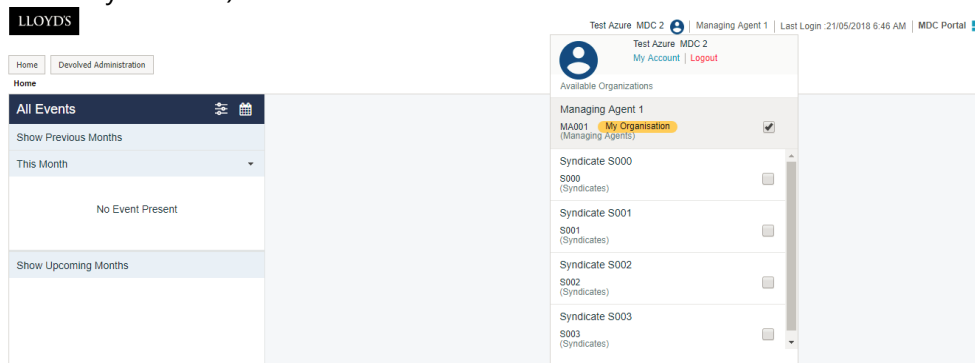 LLOYD'S
Test Azure MDC 2 | Managing Agent 1 | Last Login :21/05/2018 6:46 AM | MDC Portal
Home Devolved Administration
Home
Test Azure MDC 2
My Account | Logout
Available Organizations
All Events
Show Previous Months
This Month
No Event Present
Show Upcoming Months
Managing Agent 1
MA001 My Organisation
(Managing Agents)
Syndicate S000
S000
(Syndicates)
Syndicate S001
S001
(Syndicates)
Syndicate S002
S002
(Syndicates)
Syndicate S003
S003
(Syndicates)